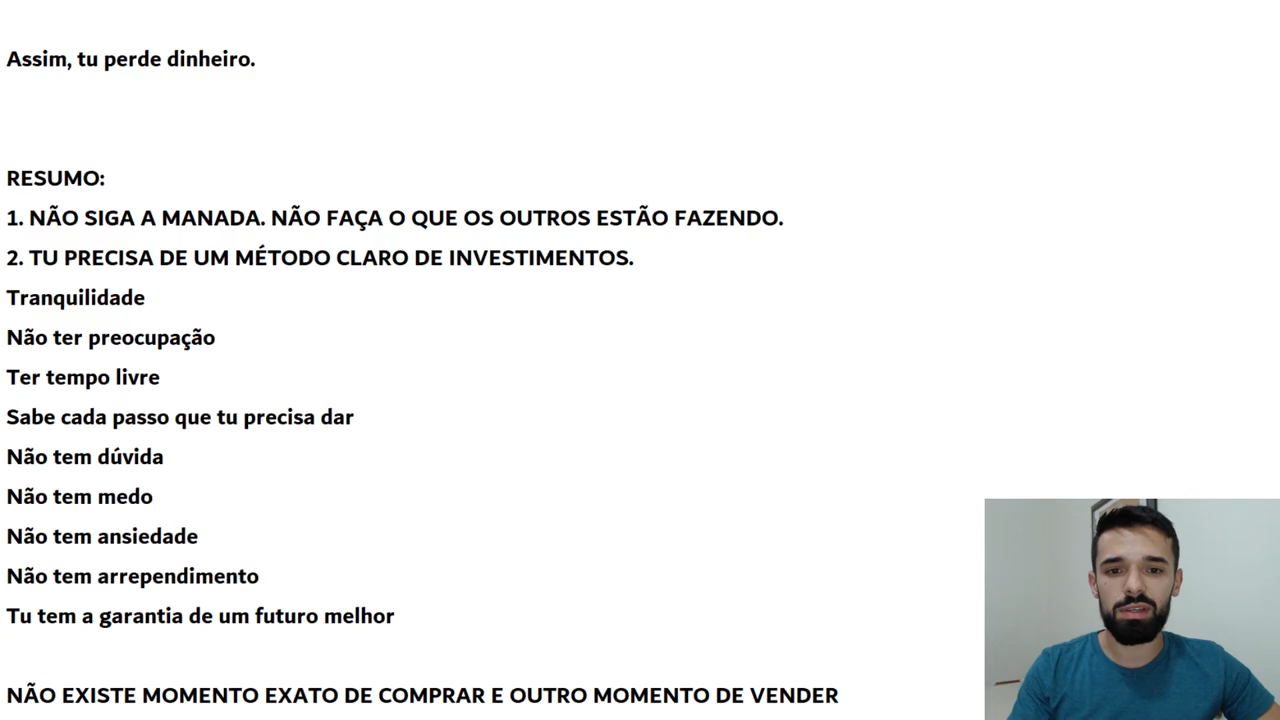 Assim, tu perde dinheiro.
RESUMO:
1. NÃO SIGA A MANADA. NÃO FAÇA O QUE OS OUTROS ESTÃO FAZENDO.
2. TU PRECISA DE UM MÉTODO CLARO DE INVESTIMENTOS.
Tranquilidade
Não ter preocupação
Ter tempo livre
Sabe cada passo que tu precisa dar
Não tem dúvida
Não tem medo
Não tem ansiedade
Não tem arrependimento
Tu tem a garantia de um futuro melhor
NÃO EXISTE MOMENTO EXATO DE COMPRAR E OUTRO MOMENTO DE VENDER